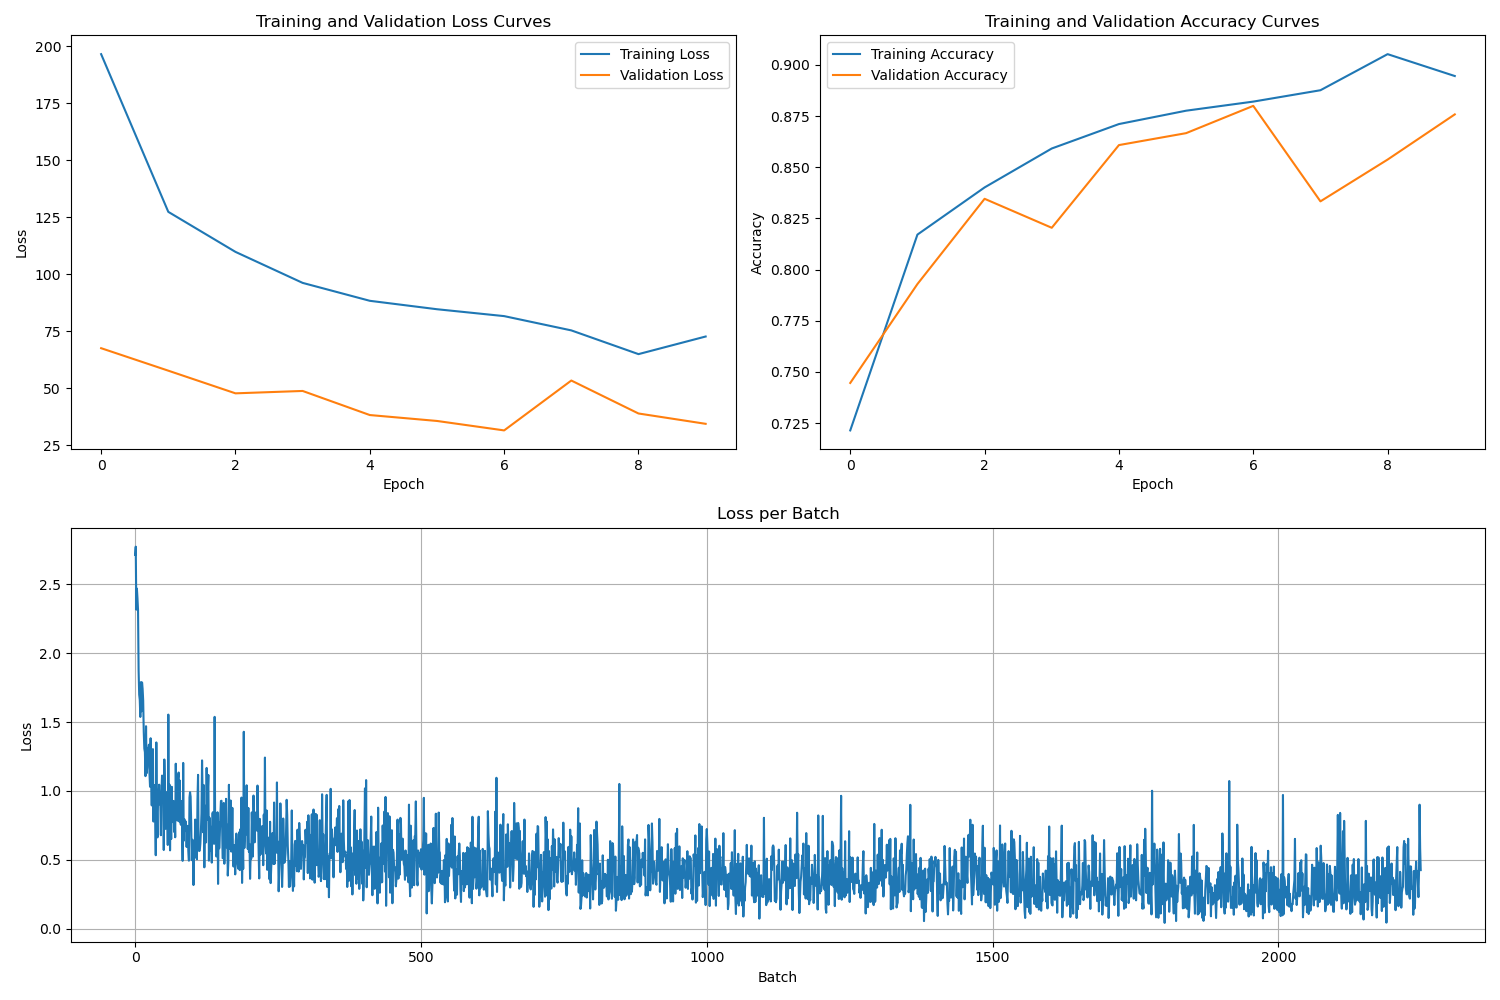 Training and Validation Loss Curves
Training and Validation Accuracy Curves
Training Loss
Validation Loss
200
175
150
125
100
75
50
25
Loss
0 2 4 6 8
Epoch
Training Accuracy
Validation Accuracy
0.900
0.875
0.850
0.825
0.800
0.775
0.750
0.725
Accuracy
0 2 4 6 8
Epoch
Loss per Batch
2.5
2.0
1.5
1.0
0.5
0.0
Loss
0 500 1000 1500 2000
Batch